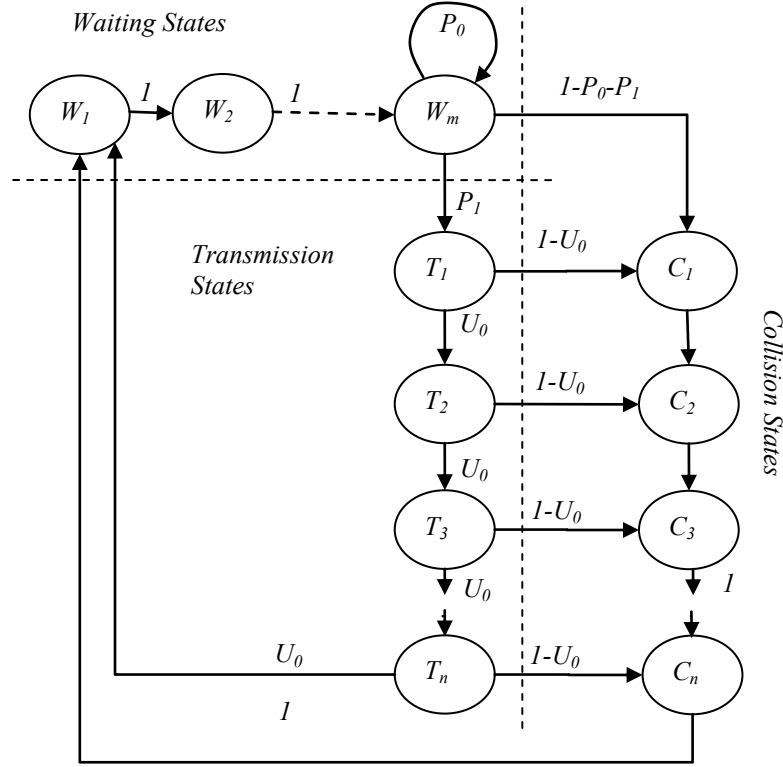 Waiting States
P₀
1
1
1-P₀-P₁
W₁
W₂
Wₘ
P₁
Transmission
States
T₁
1-U₀
C₁
U₀
T₂
1-U₀
C₂
U₀
T₃
1-U₀
C₃
U₀
1
U₀
Tₙ
1-U₀
Cₙ
1
Collision States